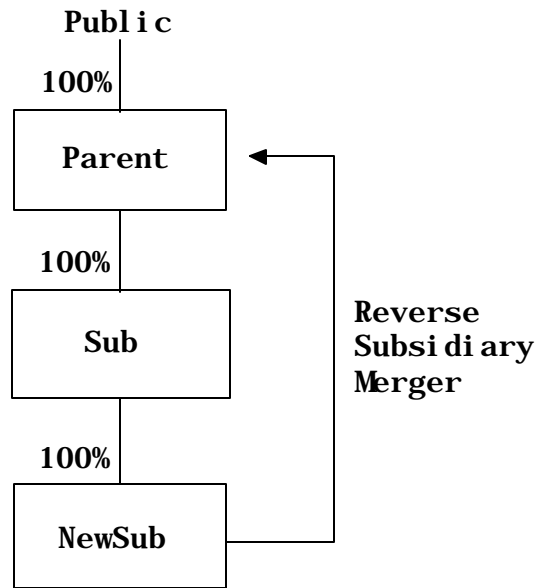 Public
100%
Parent
100%
Sub
Reverse
Subsidiary
Merger
100%
NewSub